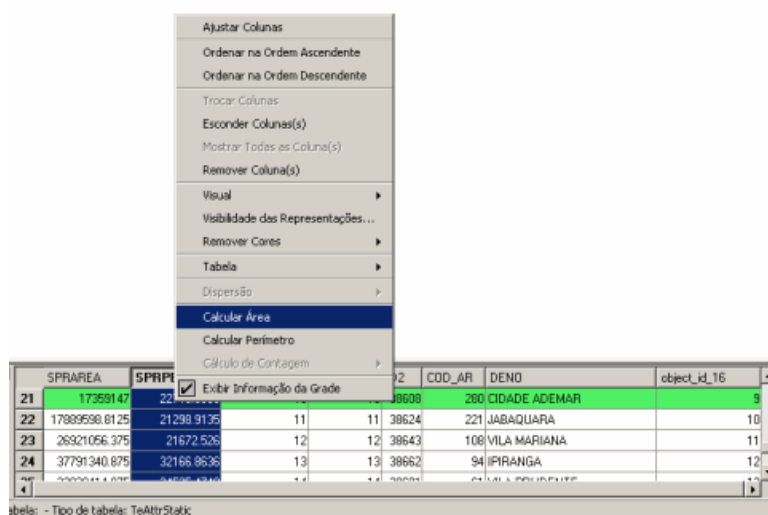 Ajustar Colunas
Ordenar na Ordem Ascendente
Ordenar na Ordem Descendente
Trocar Colunas
Esconder Colunas(s)
Mostrar Todas as Coluna(s)
Remover Coluna(s)
Visual
Visibilidade das Representações...
Remover Cores
Tabela
Dispersão
Calcular Área
Calcular Perímetro
Cálculo de Contagem
Exibir Informação da Grade
SPRAREA SPRPE COD_AR DENO object_id_16
21 17359147 38608 280 CIDADE ADEMAR 9
22 17889598.8125 21298.9135 11 11 38624 221 JABAQUARA 10
23 26921056.375 21672.526 12 12 38643 108 VILA MARIANA 11
24 37791340.875 32166.8636 13 13 38662 94 IPIRANGA 12
abela: - Tipo de tabela: TeAttrStatic